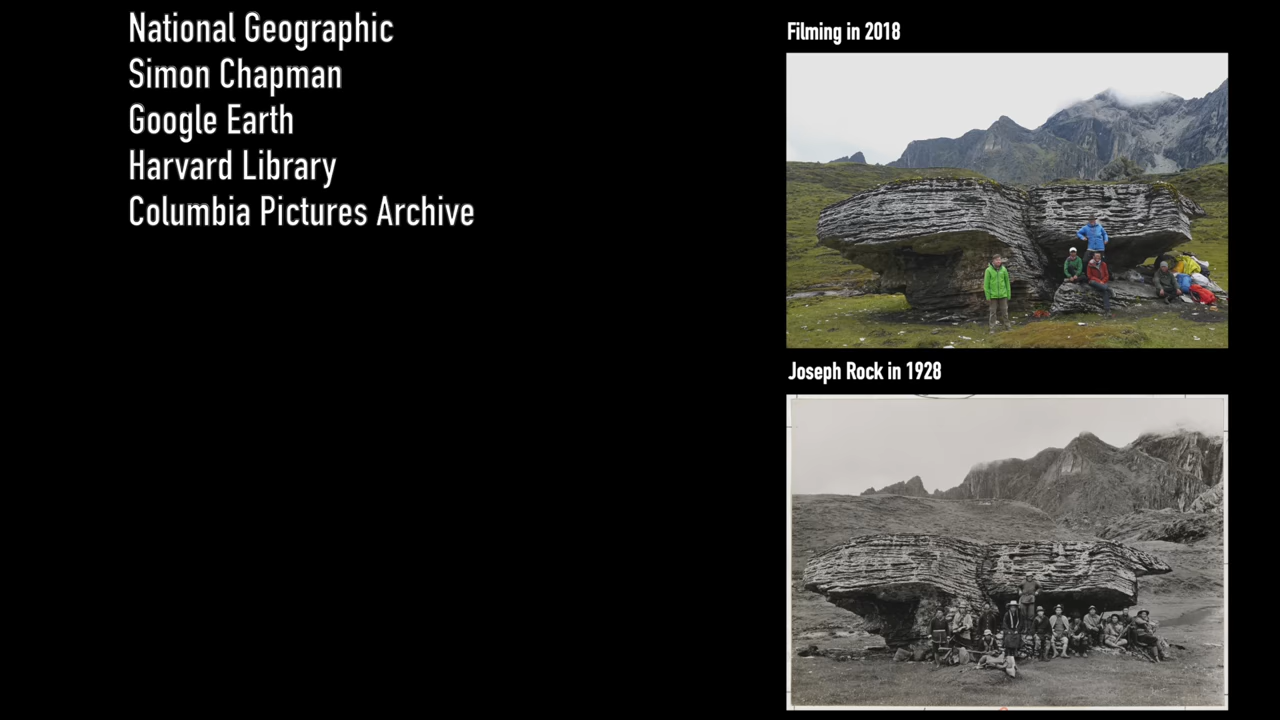 National Geographic
Simon Chapman
Google Earth
Harvard Library
Columbia Pictures Archive
Filming in 2018
Joseph Rock in 1928